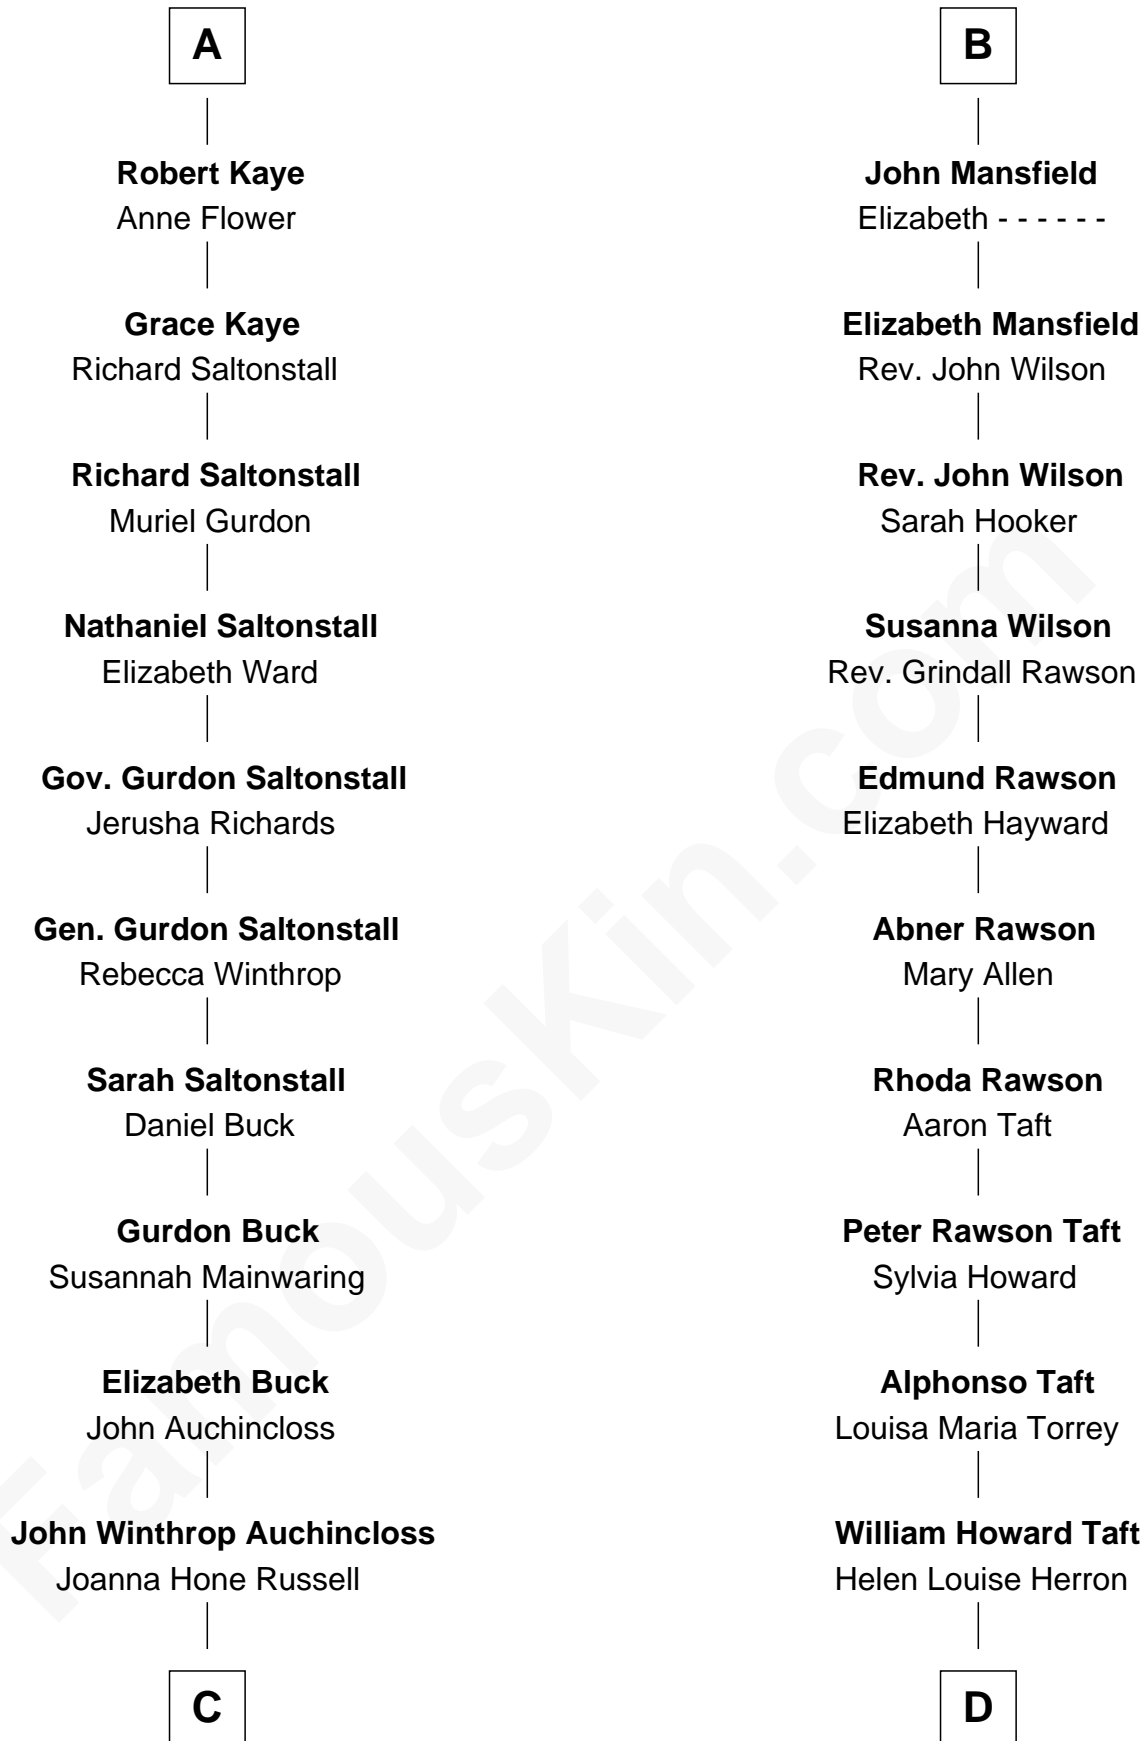 A
Robert Kaye
Anne Flower
Grace Kaye
Richard Saltonstall
Richard Saltonstall
Muriel Gurdon
Nathaniel Saltonstall
Elizabeth Ward
Gov. Gurdon Saltonstall
Jerusha Richards
Gen. Gurdon Saltonstall
Rebecca Winthrop
Sarah Saltonstall
Daniel Buck
Gurdon Buck
Susannah Mainwaring
Elizabeth Buck
John Auchincloss
John Winthrop Auchincloss
Joanna Hone Russell
C
B
John Mansfield
Elizabeth - - - - - -
Elizabeth Mansfield
Rev. John Wilson
Rev. John Wilson
Sarah Hooker
Susanna Wilson
Rev. Grindall Rawson
Edmund Rawson
Elizabeth Hayward
Abner Rawson
Mary Allen
Rhoda Rawson
Aaron Taft
Peter Rawson Taft
Sylvia Howard
Alphonso Taft
Louisa Maria Torrey
William Howard Taft
Helen Louise Herron
D
FamousKin.com